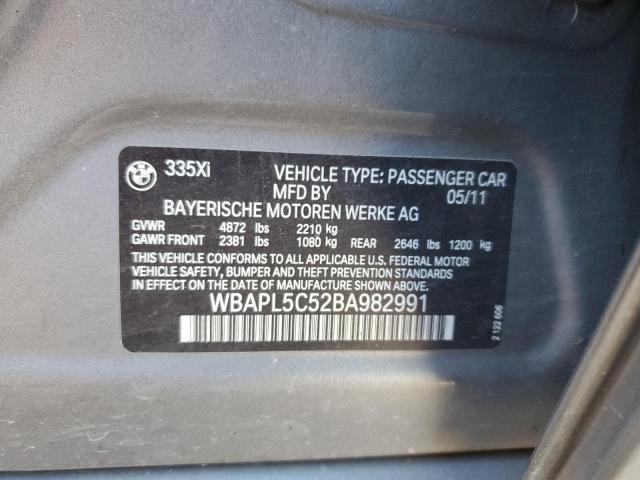 BMW
335Xi VEHICLE TYPE: PASSENGER CAR
MFD BY 05/11
BAYERISCHE MOTOREN WERKE AG
GVWR 4872 lbs 2210 kg
GAWR FRONT 2381 lbs 1080 kg REAR 2646 lbs 1200 kg
THIS VEHICLE CONFORMS TO ALL APPLICABLE U.S. FEDERAL MOTOR
VEHICLE SAFETY, BUMPER, AND THEFT PREVENTION STANDARDS
IN EFFECT ON THE DATE OF MANUFACTURE SHOWN ABOVE.
WBAPL5C52BA982991
2 122 606